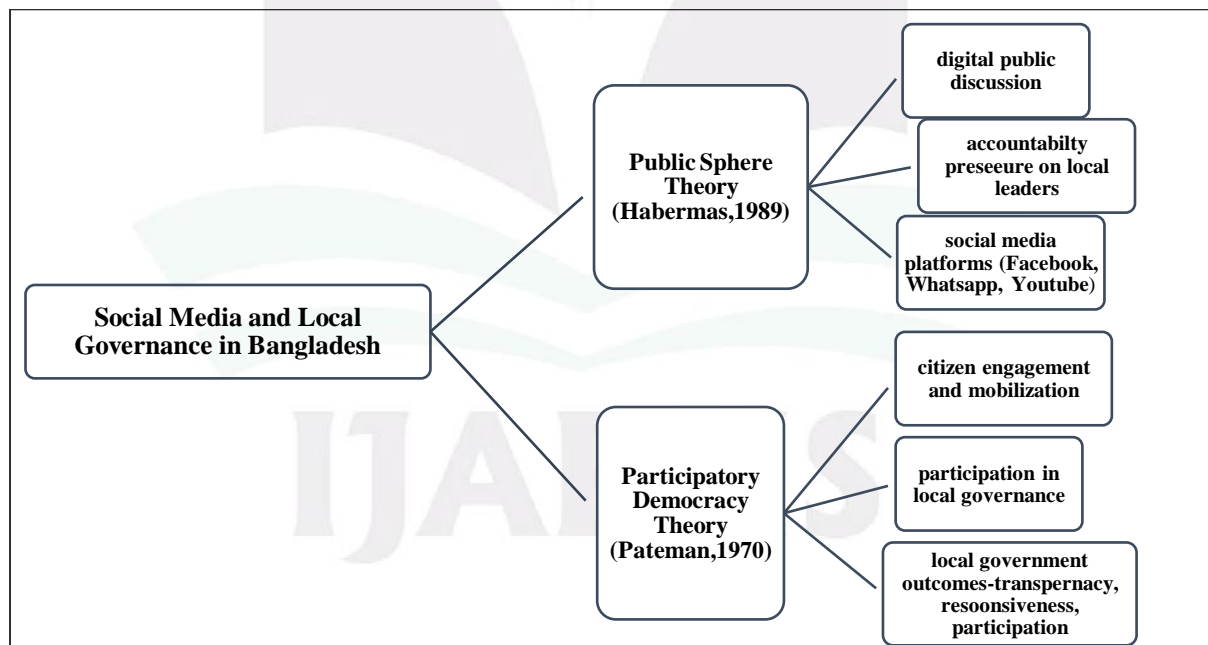 Social Media and Local
Governance in Bangladesh
Public Sphere
Theory
(Habermas,1989)
digital public
discussion
accountabilty
preseeure on local
leaders
social media
platforms (Facebook,
Whatsapp, Youtube)
Participatory
Democracy
Theory
(Pateman,1970)
citizen engagement
and mobilization
participation in
local governance
local government
outcomes-transpernacy,
resoonsiveness,
participation